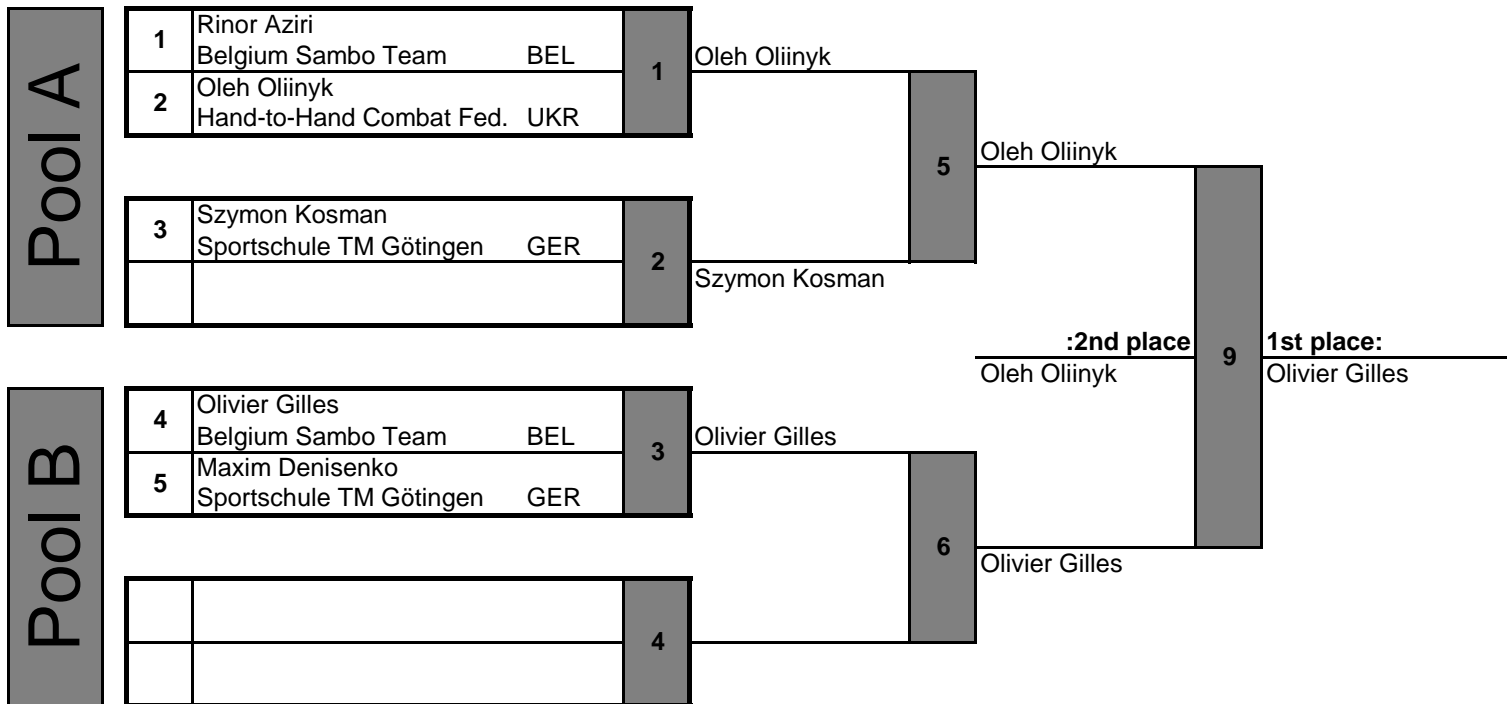 Pool A
1 Rinor Aziri
Belgium Sambo Team BEL
2 Oleh Oliinyk
Hand-to-Hand Combat Fed. UKR
1
Oleh Oliinyk
3 Szymon Kosman
Sportschule TM Götingen GER
2
Szymon Kosman
5
Oleh Oliinyk
Pool B
4 Olivier Gilles
Belgium Sambo Team BEL
5 Maxim Denisenko
Sportschule TM Götingen GER
3
Olivier Gilles
4
6
Olivier Gilles
:2nd place
Oleh Oliinyk
9
1st place:
Olivier Gilles